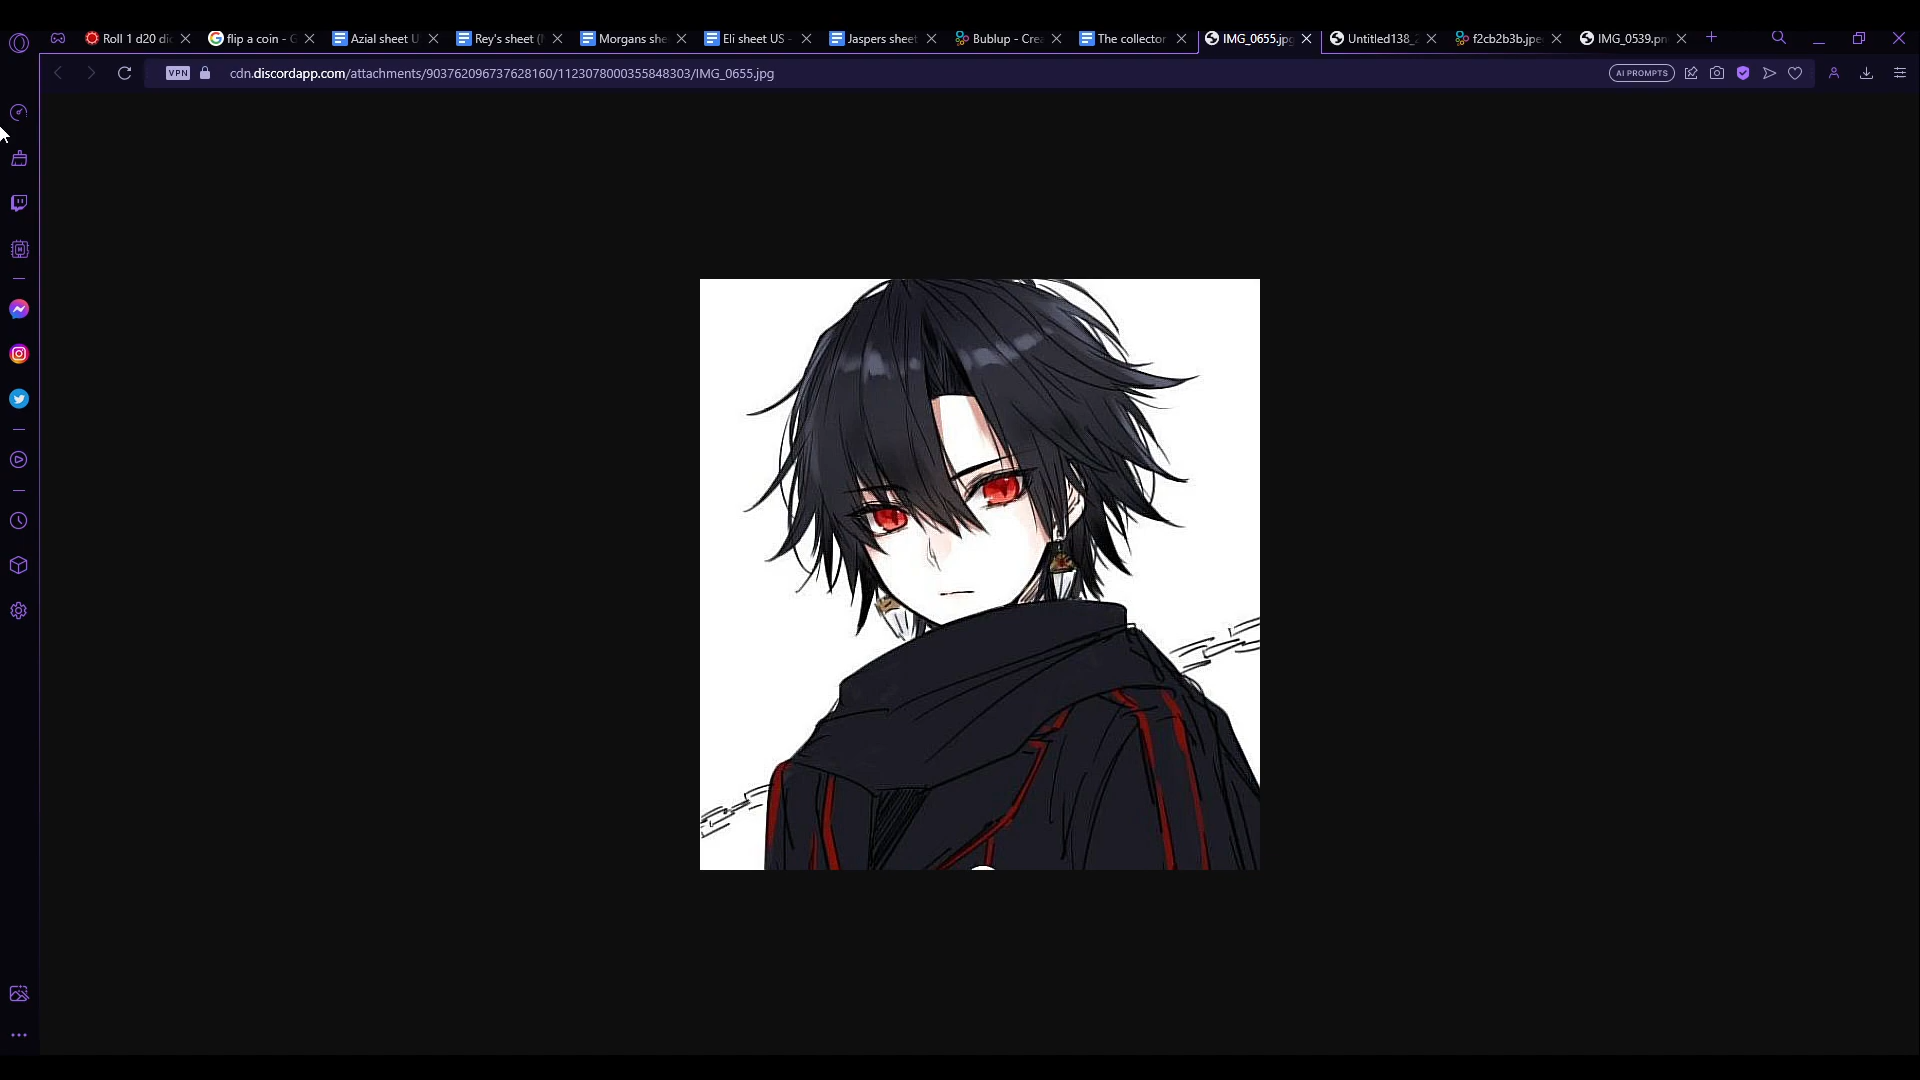 Roll 1 d20 di
flip a coin - G
Azial sheet U
Rey's sheet (
Morgans she
Eli sheet US -
Jaspers sheet
Bublup - Crea
The collector
IMG_0655.jpg
Untitled138_
f2cb2b3b.jpe
IMG_0539.pn
VPN
cdn.discordapp.com/attachments/903762096737628160/1123078000355848303/IMG_0655.jpg
AI PROMPTS